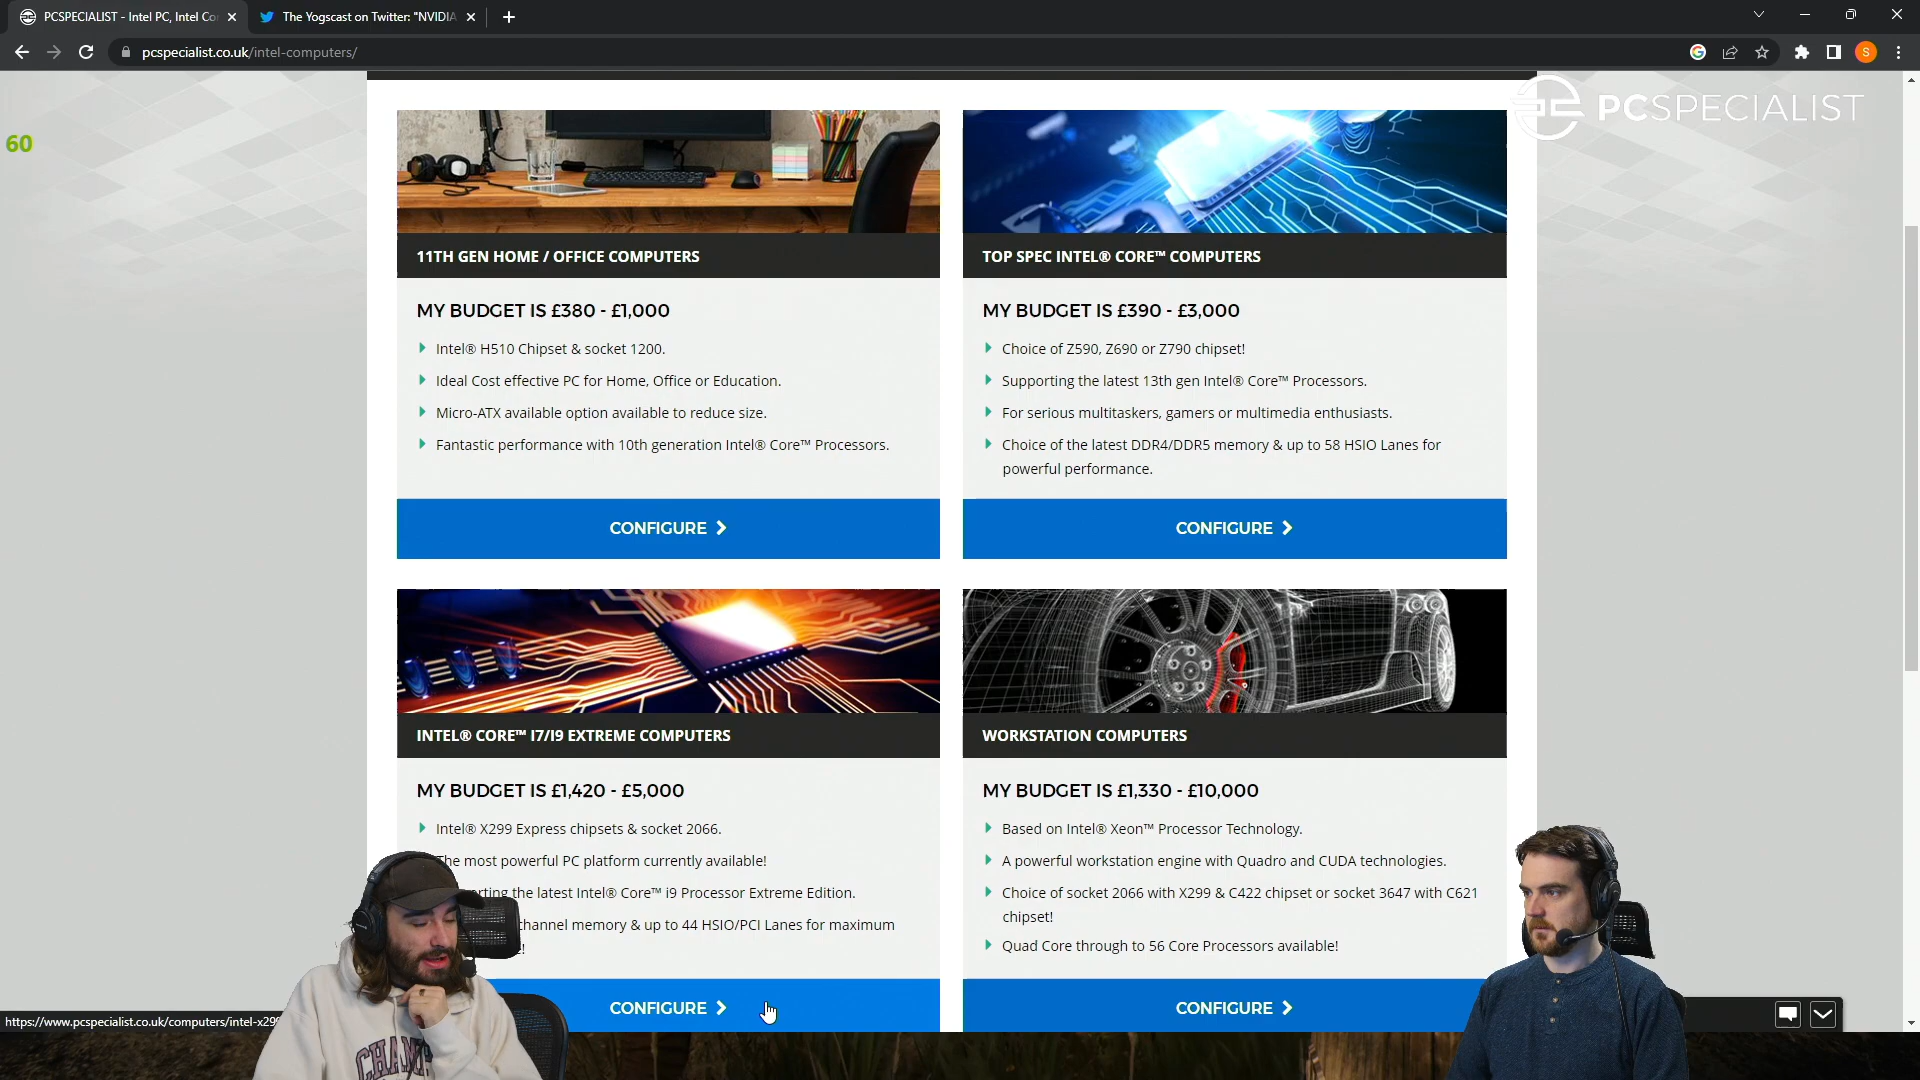 PCSPECIALIST - Intel PC, Intel Co
The Yogscast on Twitter: "NVIDIA
pcspecialist.co.uk/intel-computers/
S
PCSPECIALIST
60
11TH GEN HOME / OFFICE COMPUTERS
MY BUDGET IS £380 - £1,000
Intel® H510 Chipset & socket 1200.
Ideal Cost effective PC for Home, Office or Education.
Micro-ATX available option available to reduce size.
Fantastic performance with 10th generation Intel® Core™ Processors.
CONFIGURE
TOP SPEC INTEL® CORE™ COMPUTERS
MY BUDGET IS £390 - £3,000
Choice of Z590, Z690 or Z790 chipset!
Supporting the latest 13th gen Intel® Core™ Processors.
For serious multitaskers, gamers or multimedia enthusiasts.
Choice of the latest DDR4/DDR5 memory & up to 58 HSIO Lanes for
powerful performance.
CONFIGURE
INTEL® CORE™ I7/I9 EXTREME COMPUTERS
MY BUDGET IS £1,420 - £5,000
Intel® X299 Express chipsets & socket 2066.
The most powerful PC platform currently available!
rting the latest Intel® Core™ i9 Processor Extreme Edition.
channel memory & up to 44 HSIO/PCI Lanes for maximum
CONFIGURE
WORKSTATION COMPUTERS
MY BUDGET IS £1,330 - £10,000
Based on Intel® Xeon™ Processor Technology.
A powerful workstation engine with Quadro and CUDA technologies.
Choice of socket 2066 with X299 & C422 chipset or socket 3647 with C621
chipset!
Quad Core through to 56 Core Processors available!
CONFIGURE
https://www.pcspecialist.co.uk/computers/intel-x299
CHAMP